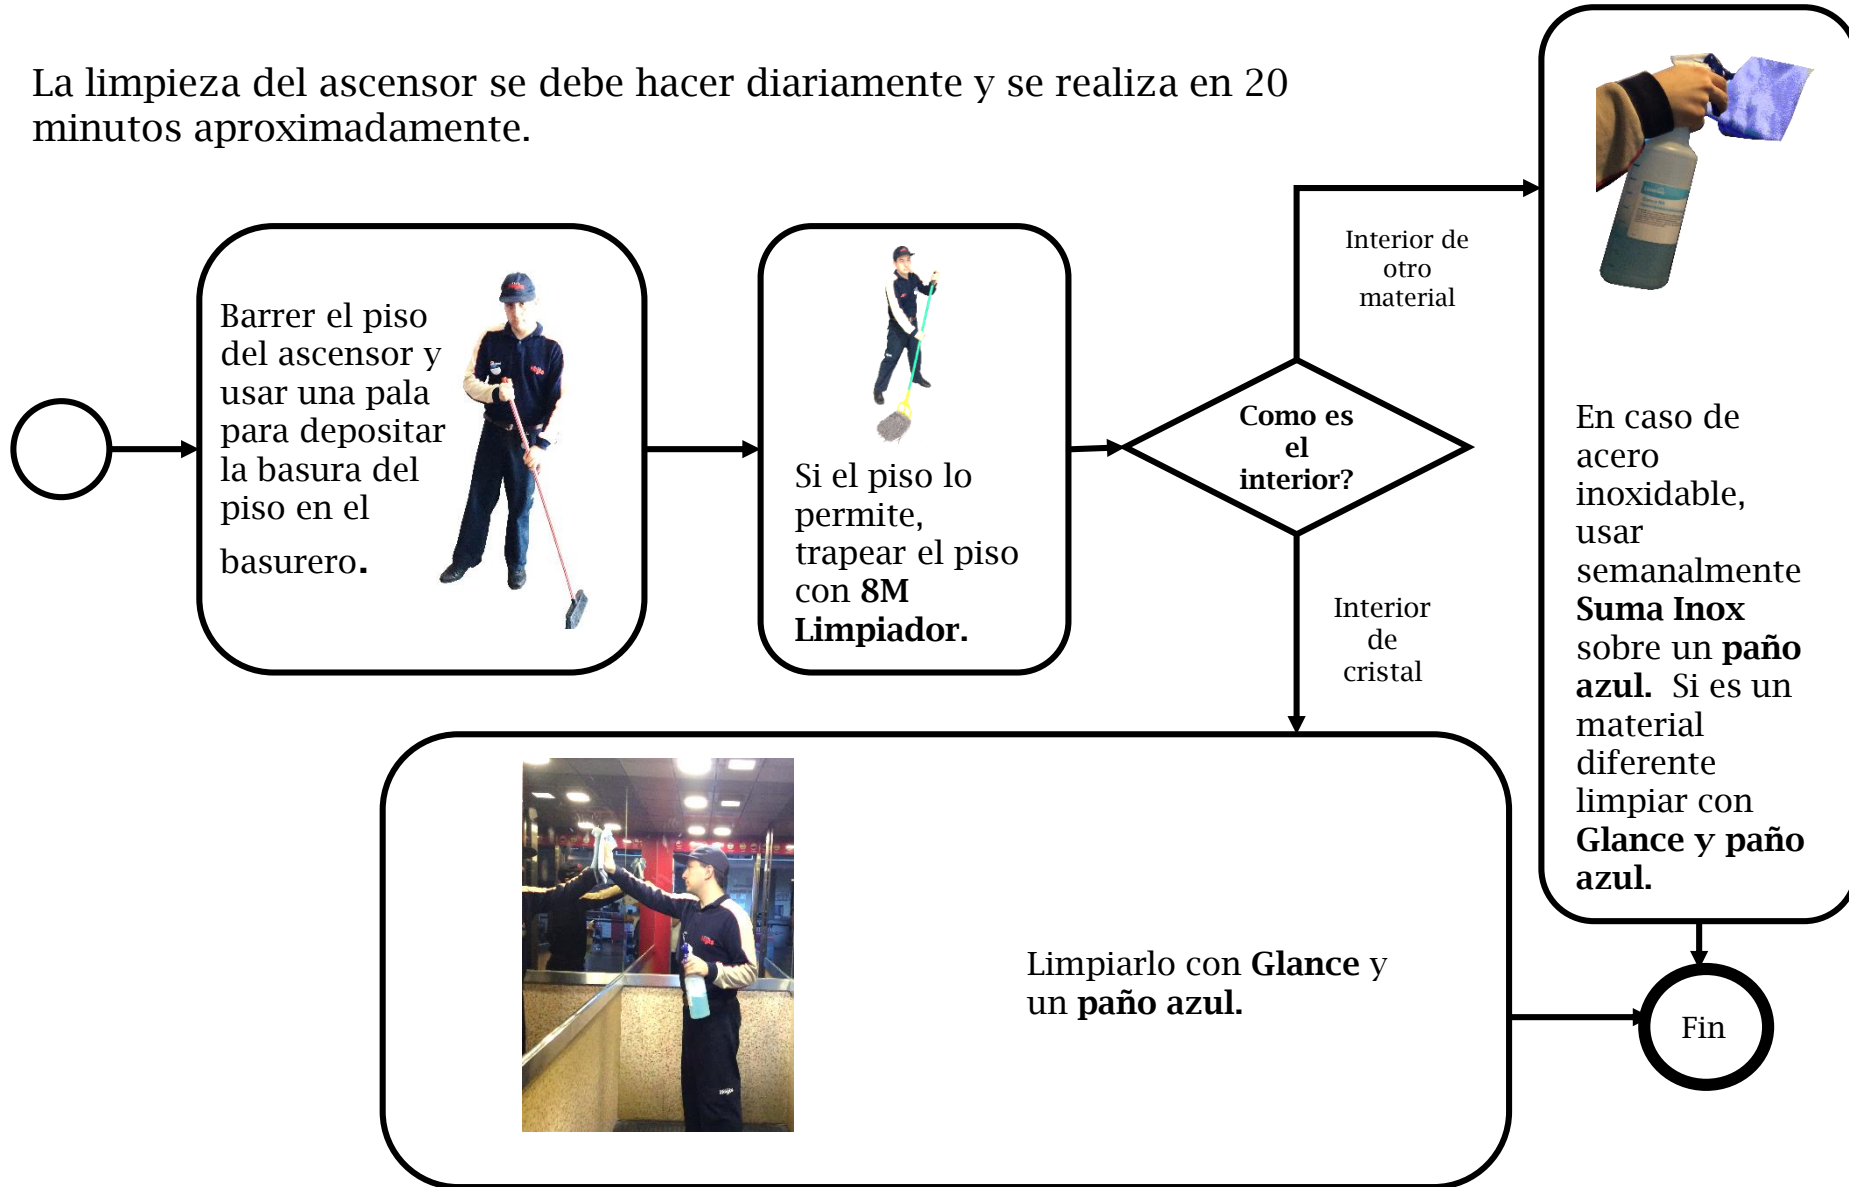 La limpieza del ascensor se debe hacer diariamente y se realiza en 20
minutos aproximadamente.
Barrer el piso
del ascensor y
usar una pala
para depositar
la basura del
piso en el
basurero.
Si el piso lo
permite,
trapear el piso
con 8M
Limpiador.
Como es
el
interior?
Interior de
otro
material
En caso de
acero
inoxidable,
usar
semanalmente
Suma Inox
sobre un paño
azul.  Si es un
material
diferente
limpiar con
Glance y paño
azul.
Interior
de
cristal
Limpiarlo con Glance y
un paño azul.
Fin